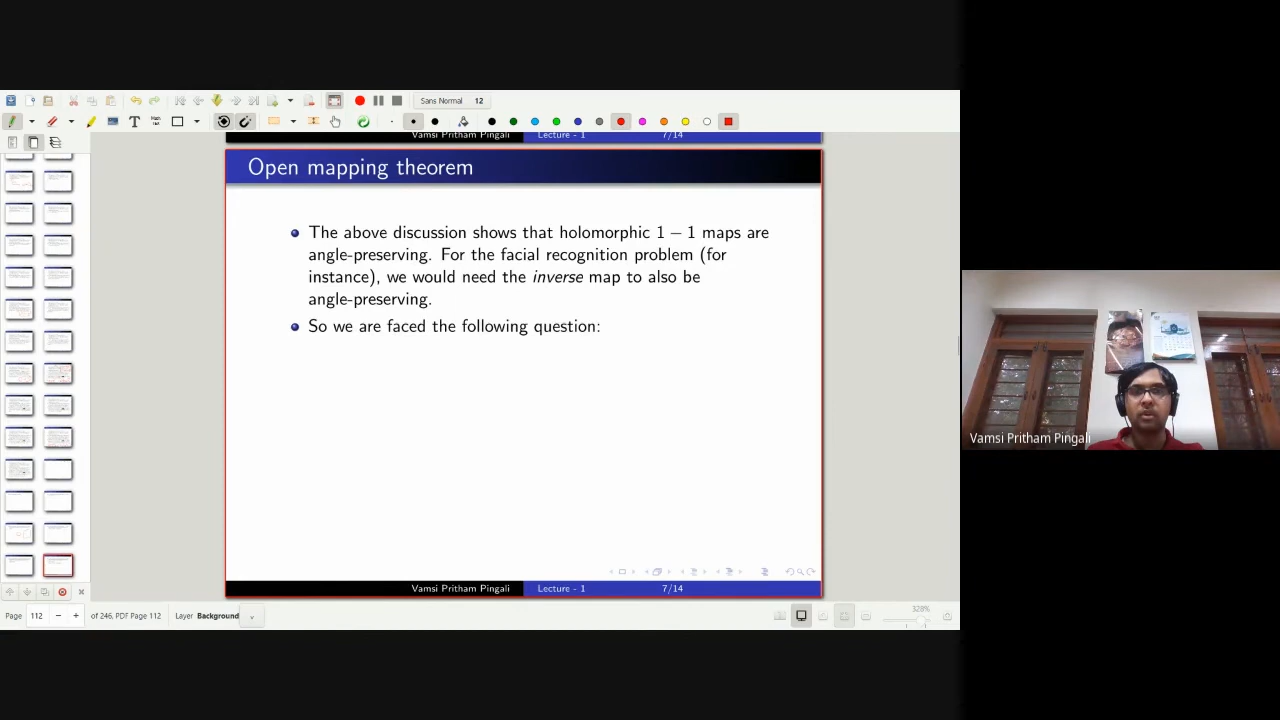 Sans Normal 12
Vamsi Pritham Pingali Lecture - 1 7/14
Open mapping theorem
The above discussion shows that holomorphic 1 − 1 maps are
angle-preserving. For the facial recognition problem (for
instance), we would need the inverse map to also be
angle-preserving.
So we are faced the following question:
Vamsi Pritham Pingali Lecture - 1 7/14
Page 112 of 246, PDF Page 112 Layer Background 328%
Vamsi Pritham Pingali